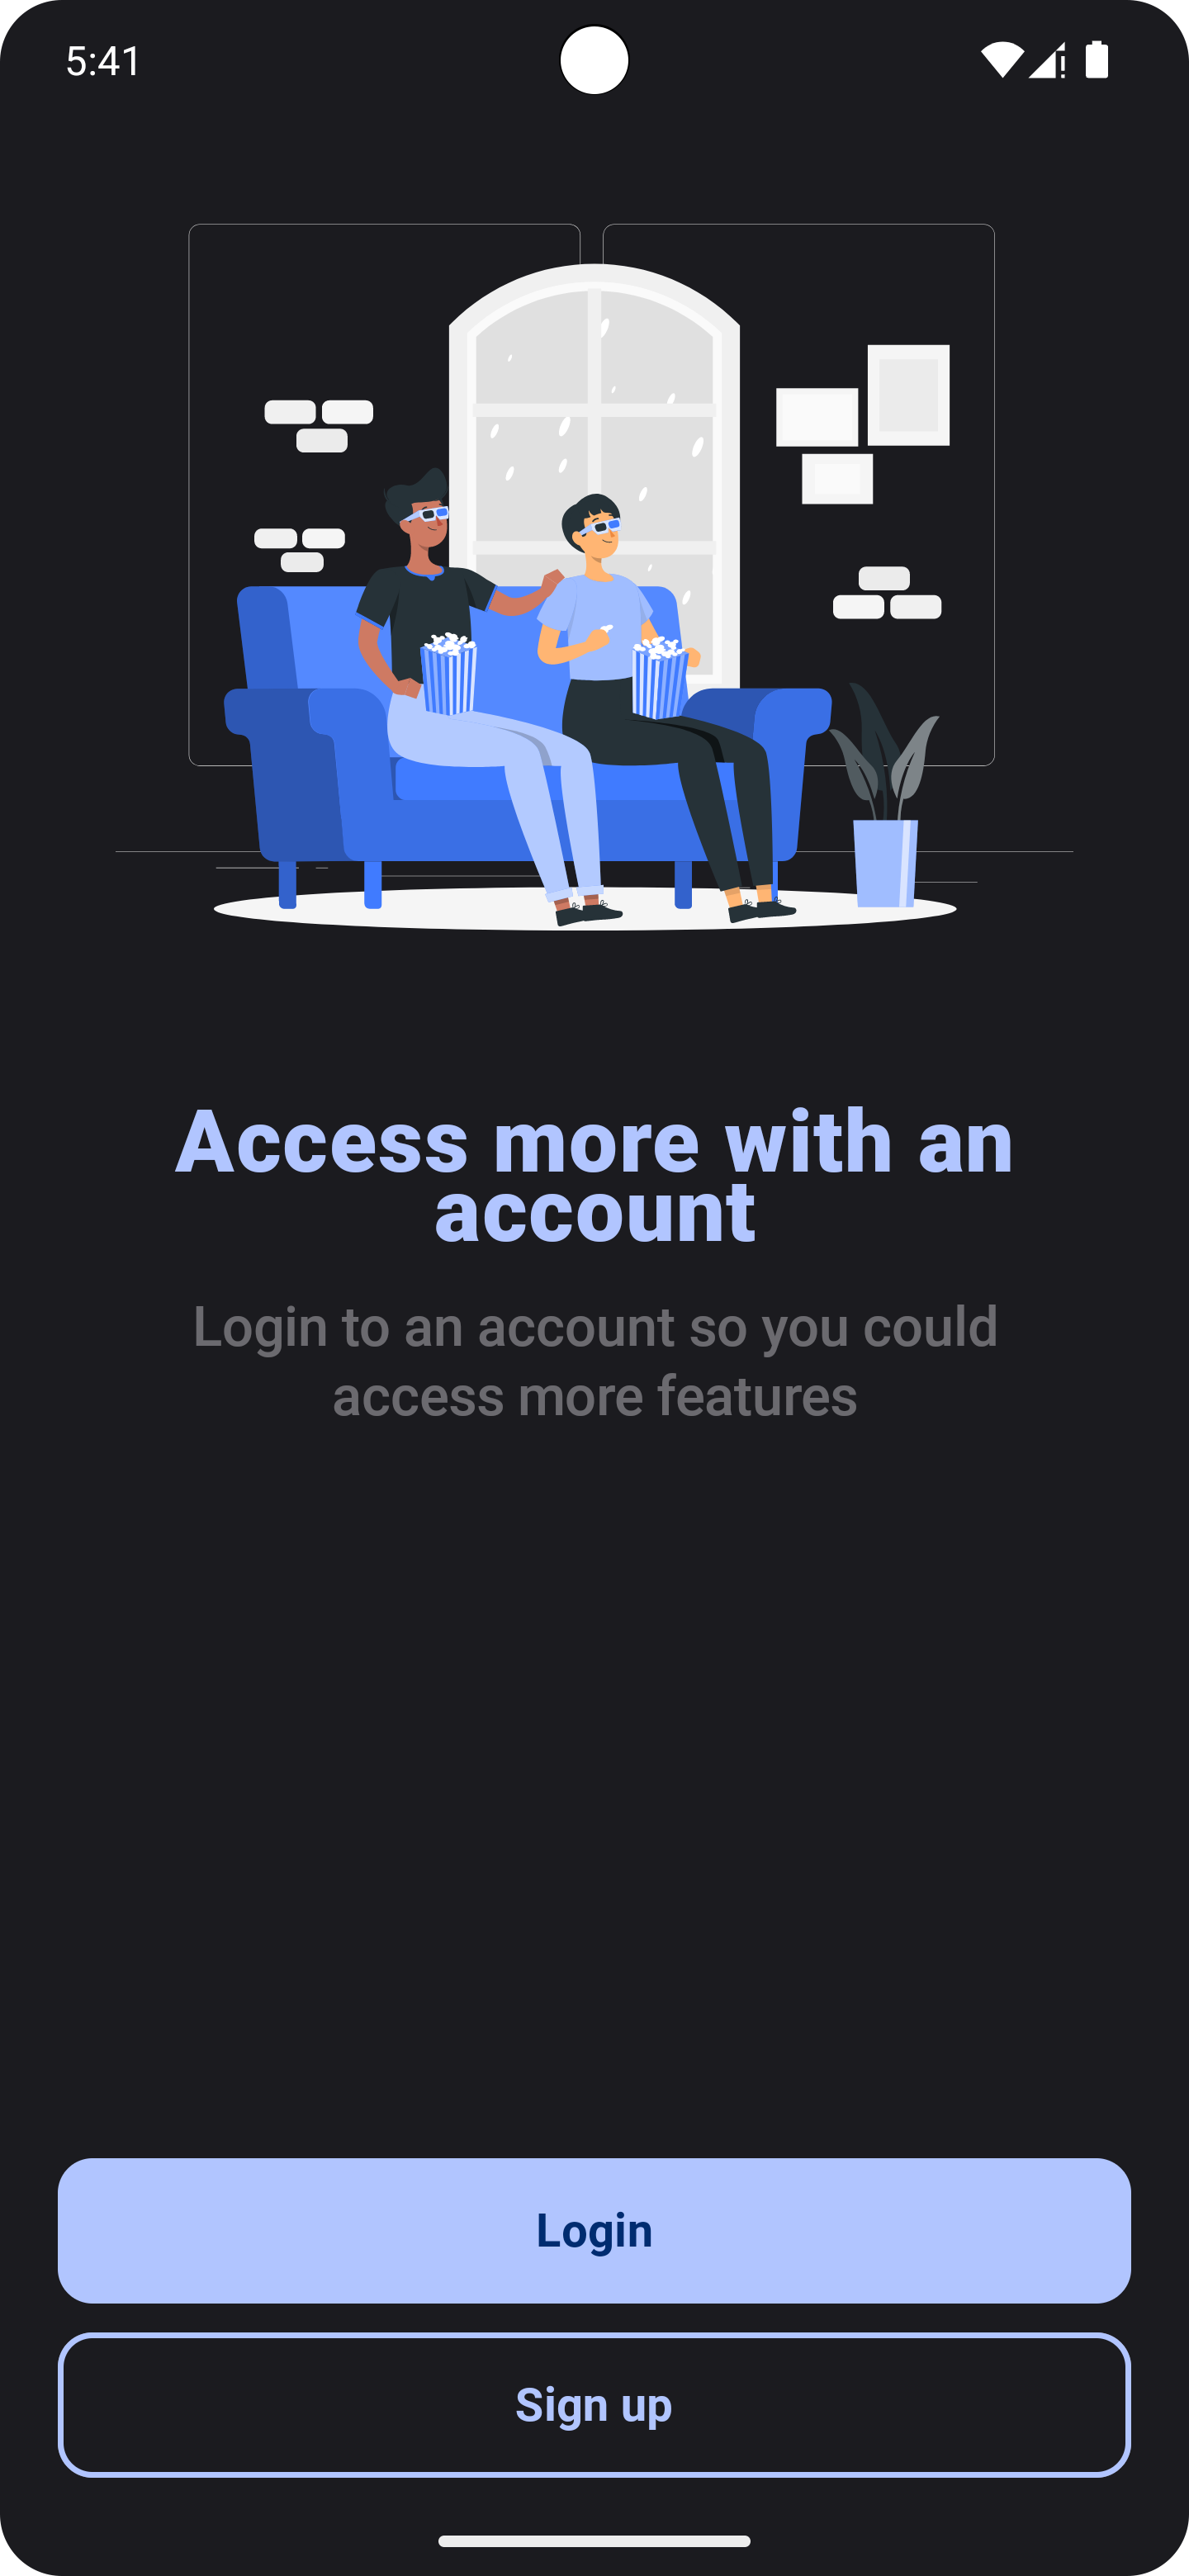 5:41
Access more with an
account
Login to an account so you could
access more features
Login
Sign up